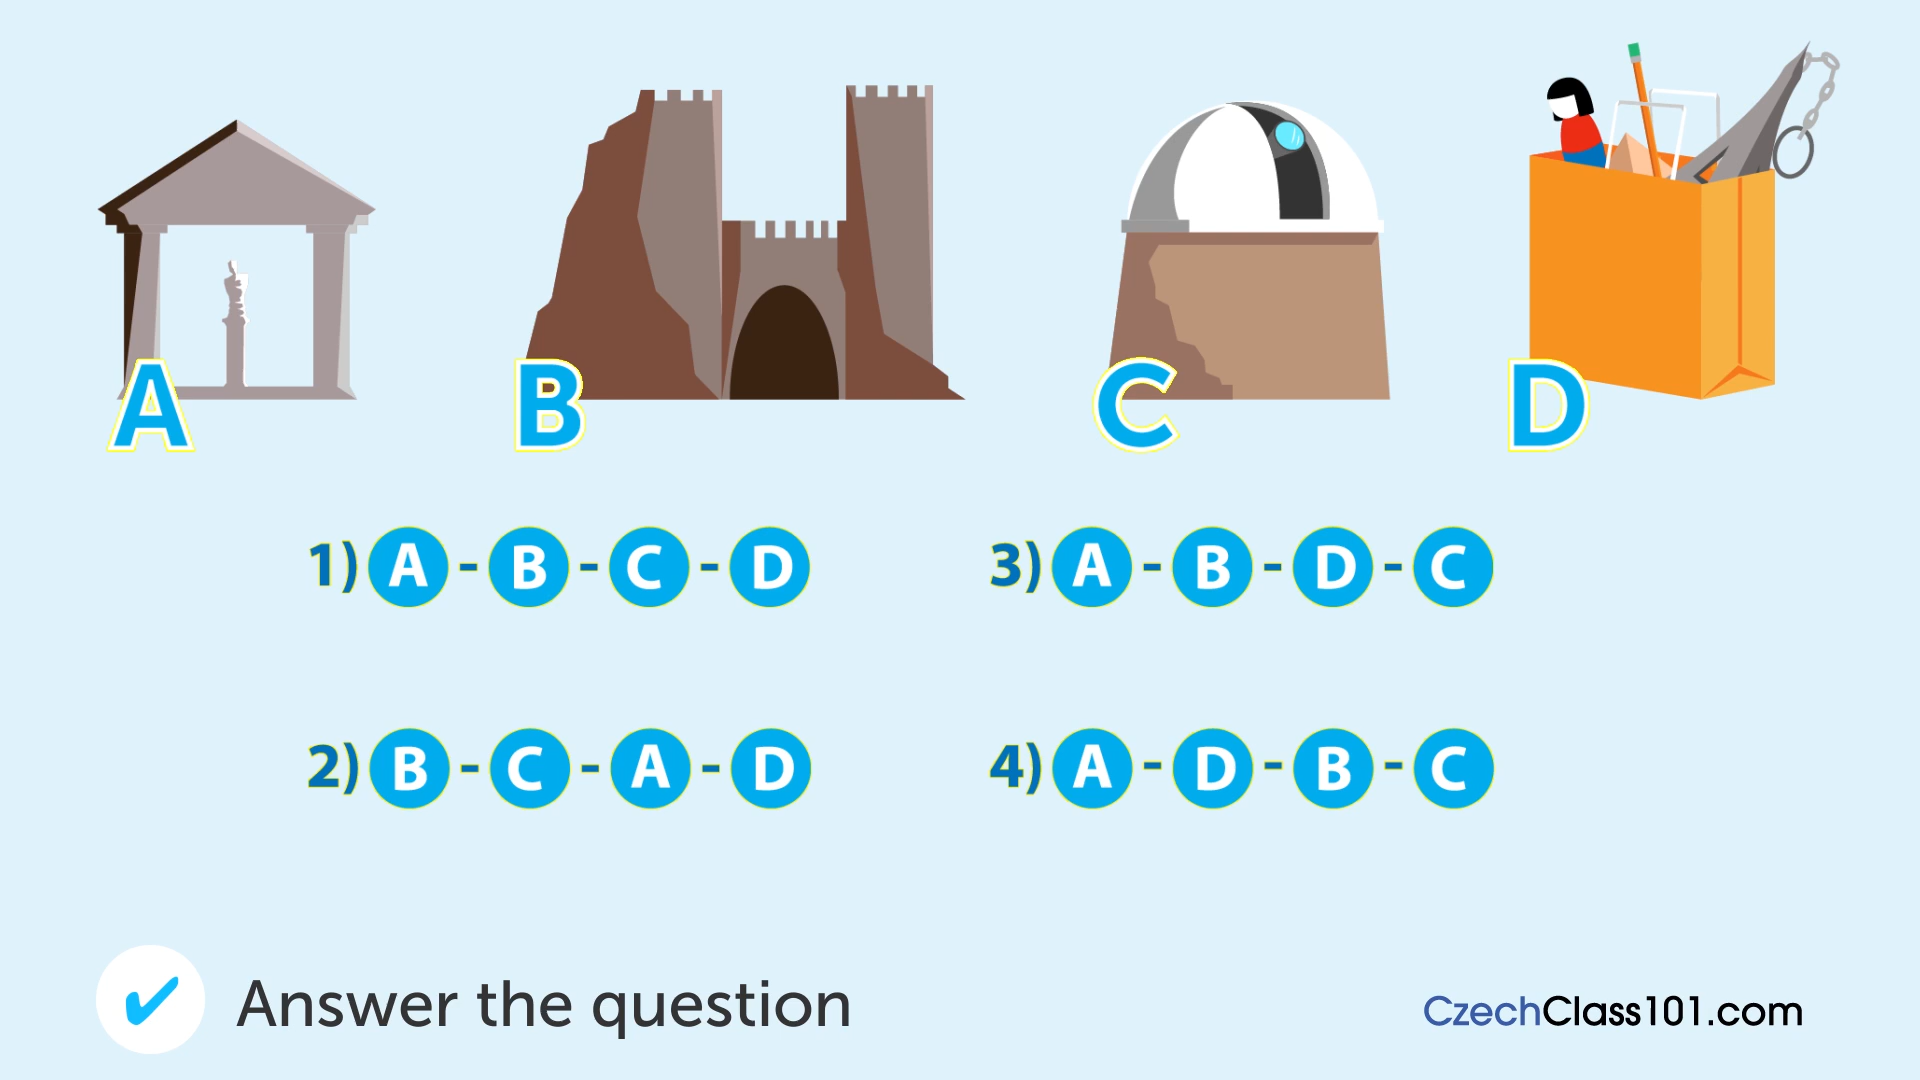 A B C D
1) A - B - C - D
3) A - B - D - C
2) B - C - A - D
4) A - D - B - C
Answer the question
CzechClass101.com